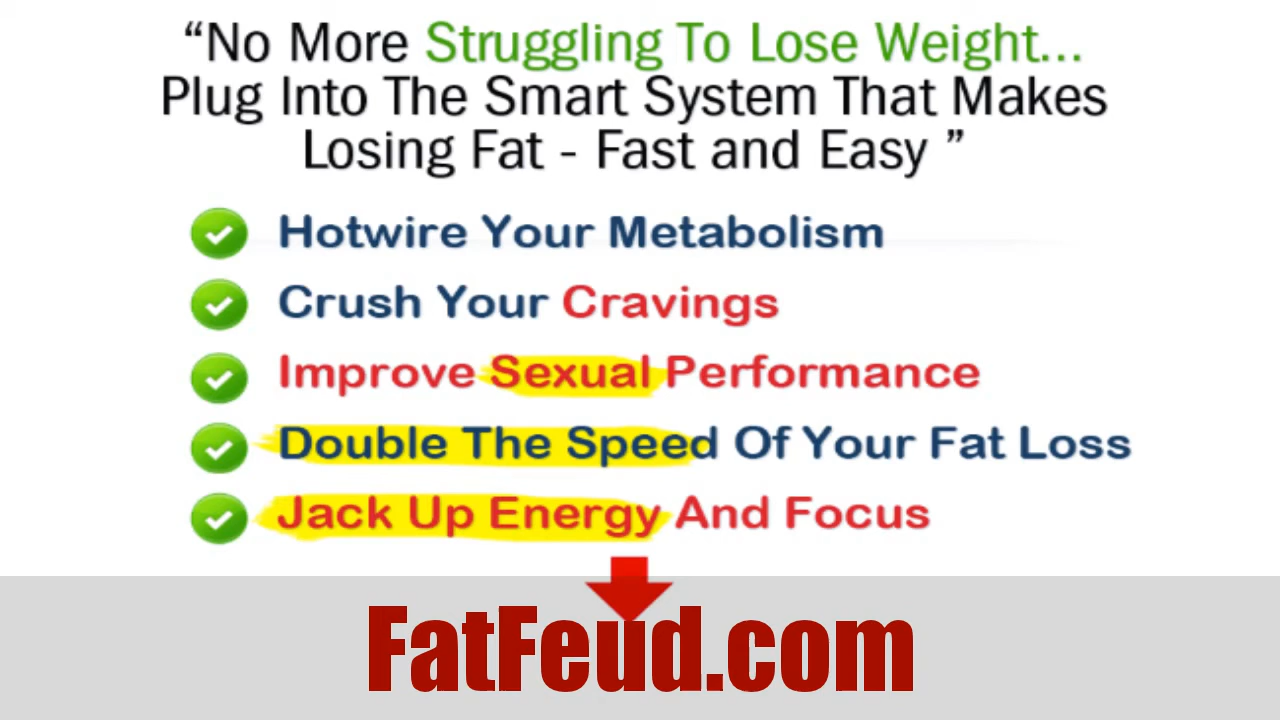 “No More Struggling To Lose Weight...
Plug Into The Smart System That Makes
Losing Fat - Fast and Easy ”
Hotwire Your Metabolism
Crush Your Cravings
Improve Sexual Performance
Double The Speed Of Your Fat Loss
Jack Up Energy And Focus
FatFeud.com